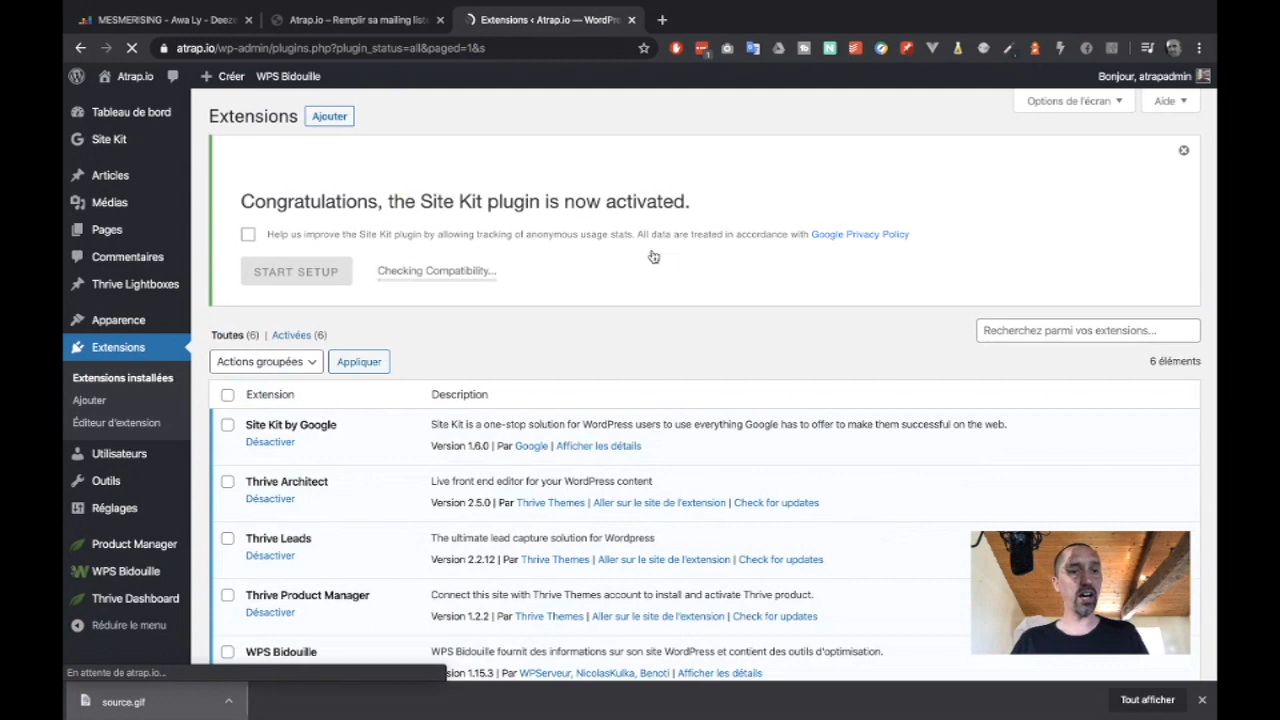 MESMERISING - Awa Ly - Deeze
Atrap.io – Remplir sa mailing list
Extensions < Atrap.io — WordPr
atrap.io/wp-admin/plugins.php?plugin_status=all&paged=1&s
Atrap.io
Créer
WPS Bidouille
Bonjour, atrapadmin
Tableau de bord
Site Kit
Articles
Médias
Pages
Commentaires
Thrive Lightboxes
Apparence
Extensions
Extensions installées
Ajouter
Éditeur d'extension
Utilisateurs
Outils
Réglages
Product Manager
WPS Bidouille
Thrive Dashboard
Réduire le menu
Extensions
Ajouter
Options de l'écran
Aide
Congratulations, the Site Kit plugin is now activated.
Help us improve the Site Kit plugin by allowing tracking of anonymous usage stats. All data are treated in accordance with Google Privacy Policy
START SETUP
Checking Compatibility...
Toutes (6) | Activées (6)
Recherchez parmi vos extensions...
Actions groupées
Appliquer
6 éléments
Extension
Description
Site Kit by Google
Désactiver
Site Kit is a one-stop solution for WordPress users to use everything Google has to offer to make them successful on the web.
Version 1.6.0 | Par Google | Afficher les détails
Thrive Architect
Désactiver
Live front end editor for your WordPress content
Version 2.5.0 | Par Thrive Themes | Aller sur le site de l'extension | Check for updates
Thrive Leads
Désactiver
The ultimate lead capture solution for Wordpress
Version 2.2.12 | Par Thrive Themes | Aller sur le site de l'extension | Check for updates
Thrive Product Manager
Désactiver
Connect this site with Thrive Themes account to install and activate Thrive product.
Version 1.2.2 | Par Thrive Themes | Aller sur le site de l'extension | Check for updates
WPS Bidouille
WPS Bidouille fournit des informations sur son site WordPress et contient des outils d'optimisation.
ersion 1.15.3 | Par WPServeur, NicolasKulka, Benoti | Afficher les détails
En attente de atrap.io...
source.gif
Tout afficher